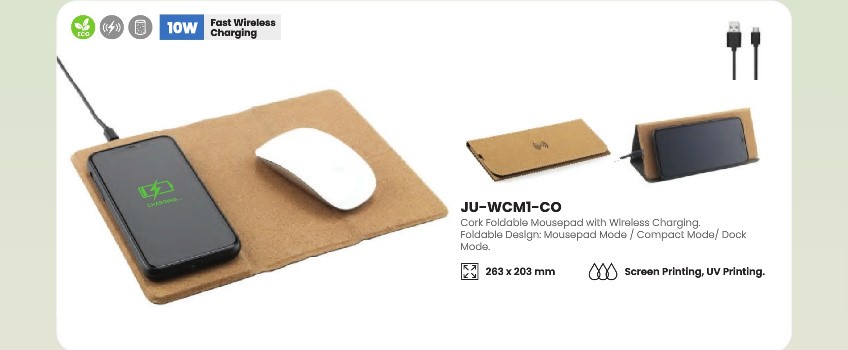 ECO
10W
Fast Wireless
Charging
CHARGING...
JU-WCM1-CO
Cork Foldable Mousepad with Wireless Charging.
Foldable Design: Mousepad Mode / Compact Mode/ Dock
Mode.
263 x 203 mm
Screen Printing, UV Printing.